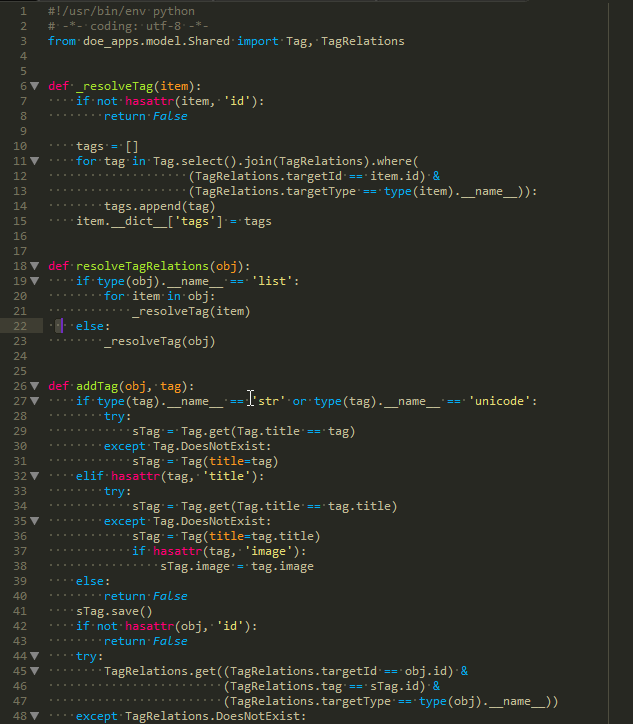 1 #!/usr/bin/env python
2 # -*- coding: utf-8 -*-
3 from doe_apps.model.Shared import Tag, TagRelations
4
5
6 def _resolveTag(item):
7     if not hasattr(item, 'id'):
8         return False
9
10     tags = []
11     for tag in Tag.select().join(TagRelations).where(
12                     (TagRelations.targetId == item.id) &
13                     (TagRelations.targetType == type(item).__name__)):
14         tags.append(tag)
15     item.__dict__['tags'] = tags
16
17
18 def resolveTagRelations(obj):
19     if type(obj).__name__ == 'list':
20         for item in obj:
21             _resolveTag(item)
22     else:
23         _resolveTag(obj)
24
25
26 def addTag(obj, tag):
27     if type(tag).__name__ == 'str' or type(tag).__name__ == 'unicode':
28         try:
29             sTag = Tag.get(Tag.title == tag)
30         except Tag.DoesNotExist:
31             sTag = Tag(title=tag)
32     elif hasattr(tag, 'title'):
33         try:
34             sTag = Tag.get(Tag.title == tag.title)
35         except Tag.DoesNotExist:
36             sTag = Tag(title=tag.title)
37             if hasattr(tag, 'image'):
38                 sTag.image = tag.image
39     else:
40         return False
41     sTag.save()
42     if not hasattr(obj, 'id'):
43         return False
44     try:
45         TagRelations.get((TagRelations.targetId == obj.id) &
46                          (TagRelations.tag == sTag.id) &
47                          (TagRelations.targetType == type(obj).__name__))
48     except TagRelations.DoesNotExist: